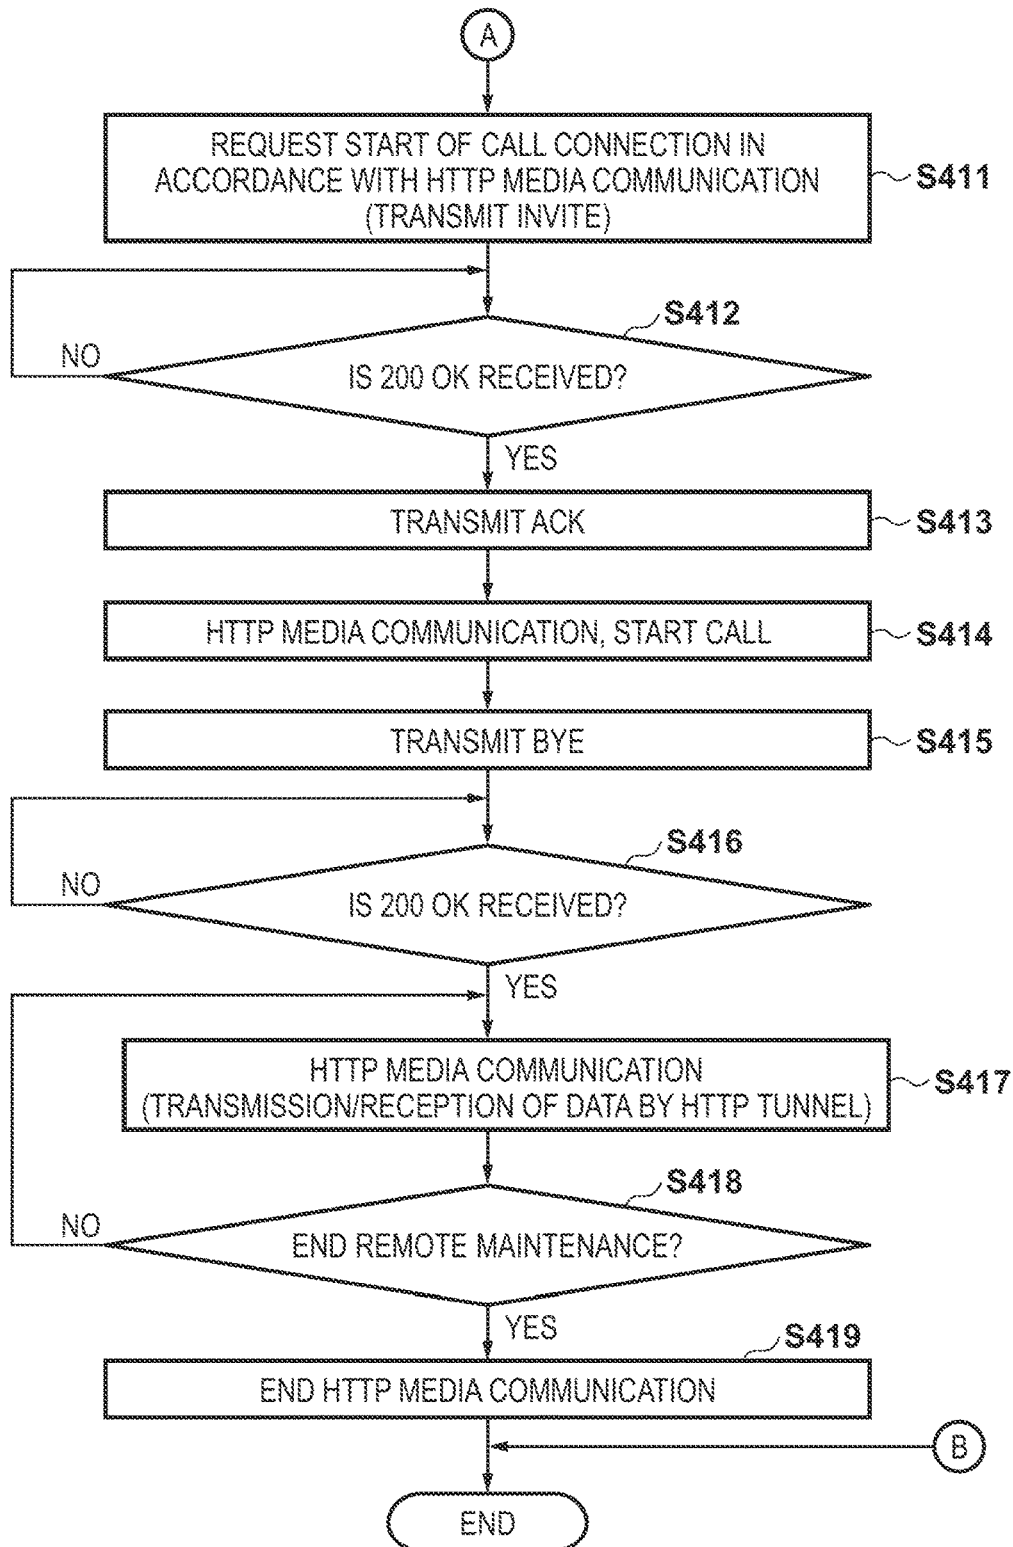 A
REQUEST START OF CALL CONNECTION IN
ACCORDANCE WITH HTTP MEDIA COMMUNICATION
(TRANSMIT INVITE)
S411
S412
NO
IS 200 OK RECEIVED?
YES
TRANSMIT ACK
S413
HTTP MEDIA COMMUNICATION, START CALL
S414
TRANSMIT BYE
S415
S416
NO
IS 200 OK RECEIVED?
YES
HTTP MEDIA COMMUNICATION
(TRANSMISSION/RECEPTION OF DATA BY HTTP TUNNEL)
S417
S418
NO
END REMOTE MAINTENANCE?
YES
S419
END HTTP MEDIA COMMUNICATION
B
END